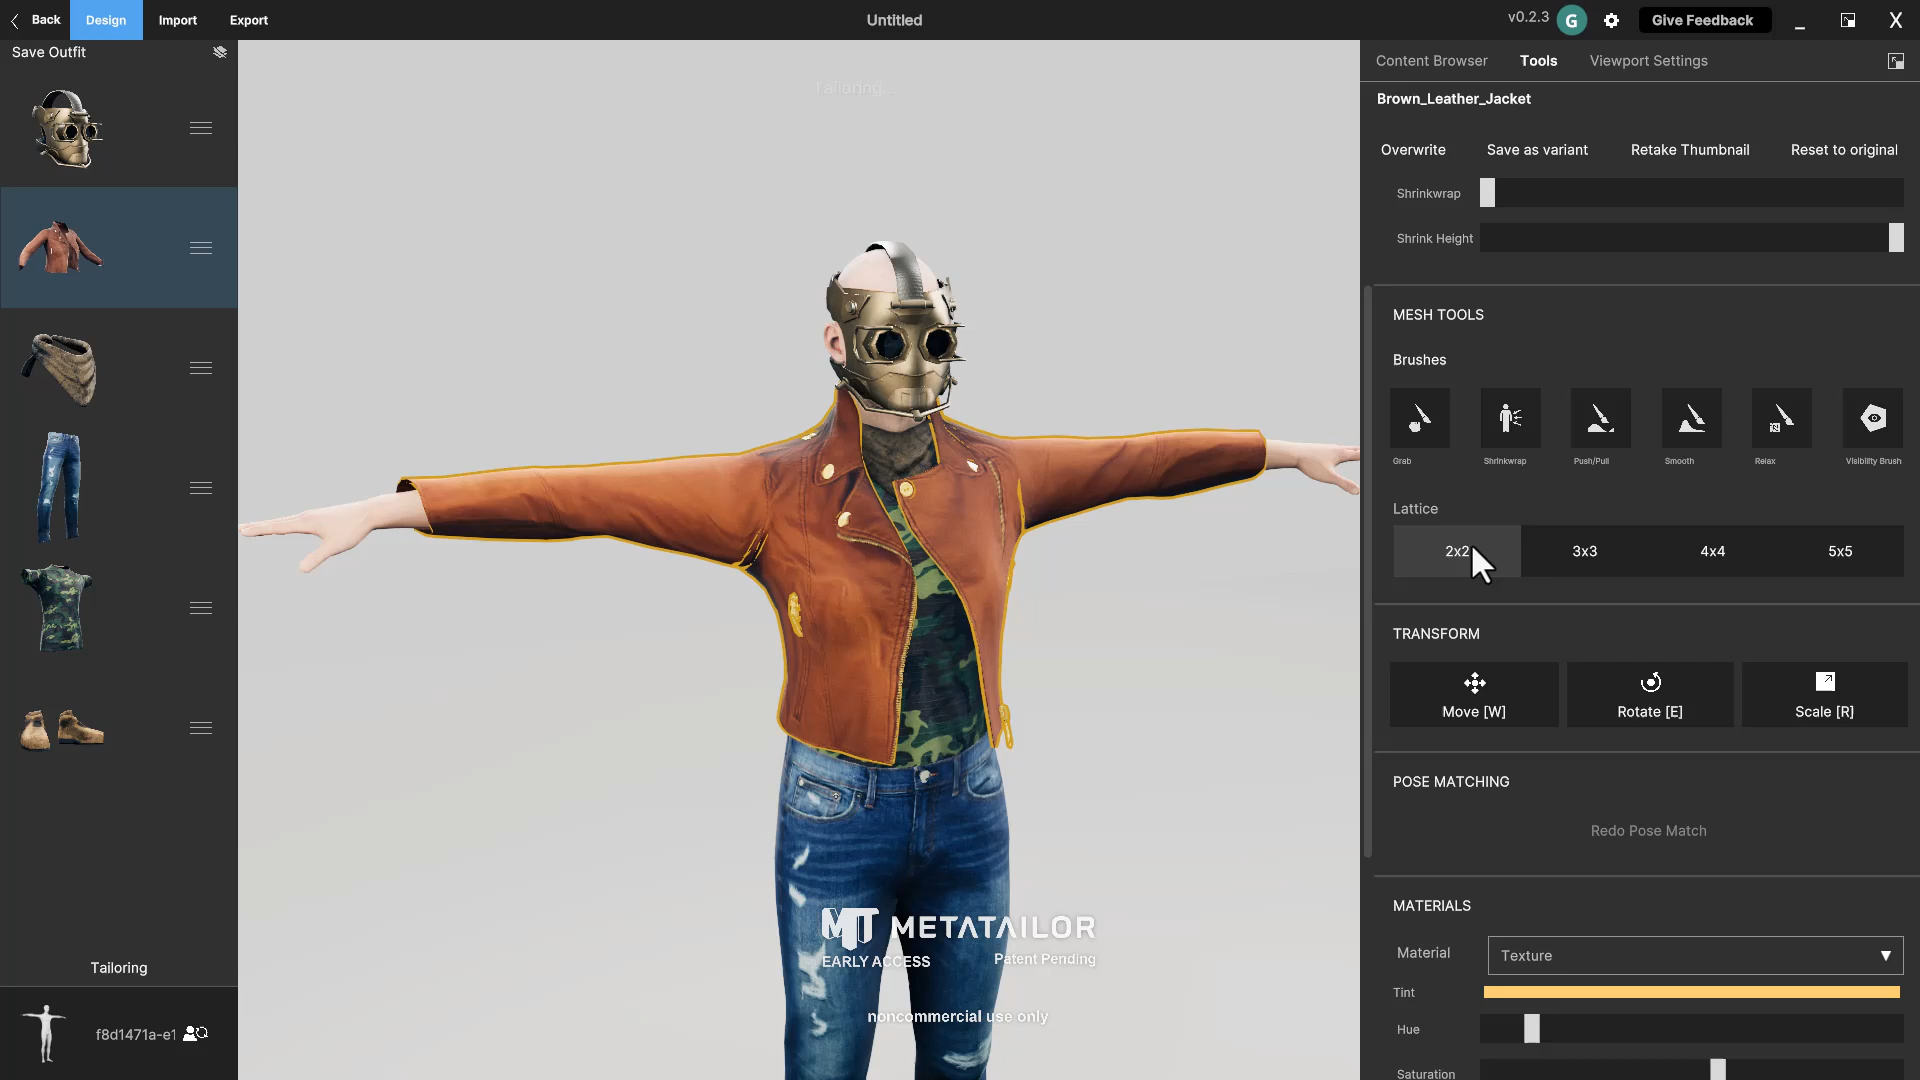 Back
Design
Import
Export
Untitled
v0.2.3
G
Give Feedback
X
Save Outfit
Tailoring...
Content Browser
Tools
Viewport Settings
Brown_Leather_Jacket
Overwrite
Save as variant
Retake Thumbnail
Reset to original
Shrinkwrap
Shrink Height
MESH TOOLS
Brushes
Grab
Shrinkwrap
Push/Pull
Smooth
Relax
Visibility Brush
Lattice
2x2
3x3
4x4
5x5
TRANSFORM
Move [W]
Rotate [E]
Scale [R]
POSE MATCHING
Redo Pose Match
MATERIALS
Material
Texture
Tint
Hue
Saturation
MT METATAILOR
EARLY ACCESS
Patent Pending
noncommercial use only
Tailoring
f8d1471a-e1